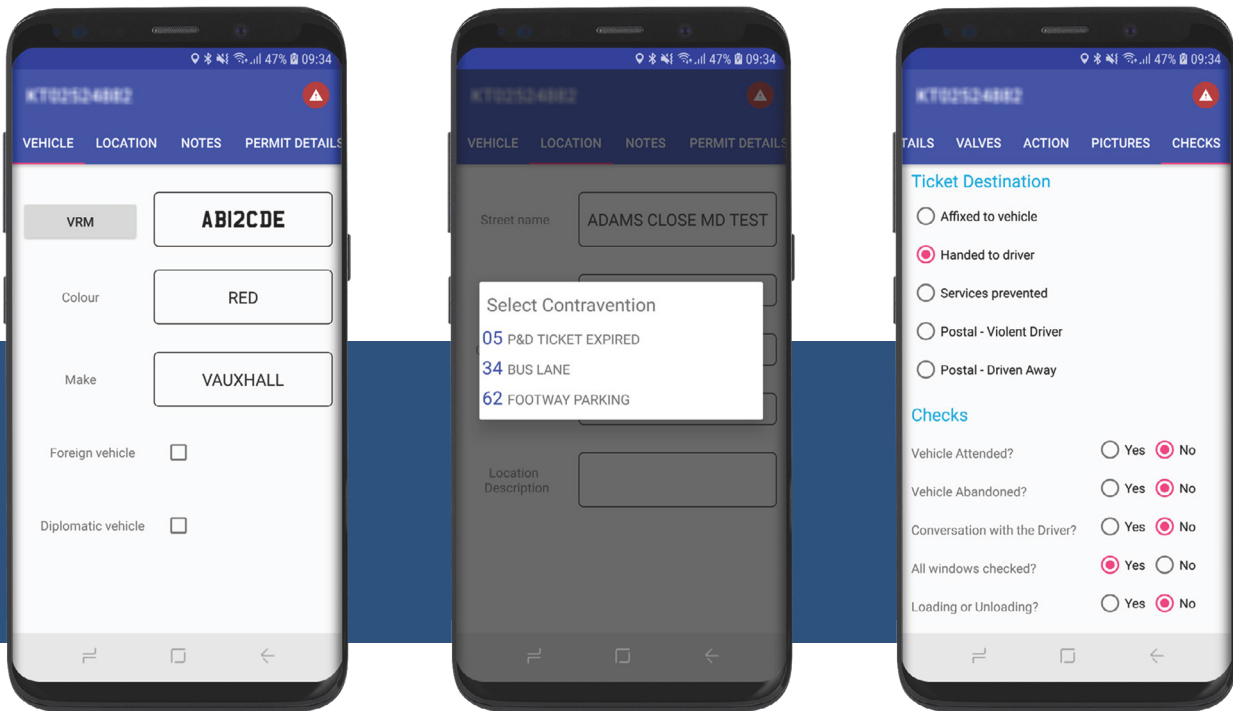 47% 09:34
VEHICLE LOCATION NOTES PERMIT DETAILS
VRM AB12CDE
Colour RED
Make VAUXHALL
Foreign vehicle
Diplomatic vehicle
47% 09:34
VEHICLE LOCATION NOTES PERMIT DETAILS
Street name ADAMS CLOSE MD TEST
Select Contravention
05 P&D TICKET EXPIRED
34 BUS LANE
62 FOOTWAY PARKING
Location
Description
47% 09:34
TAILS VALVES ACTION PICTURES CHECKS
Ticket Destination
Affixed to vehicle
Handed to driver
Services prevented
Postal - Violent Driver
Postal - Driven Away
Checks
Vehicle Attended? Yes No
Vehicle Abandoned? Yes No
Conversation with the Driver? Yes No
All windows checked? Yes No
Loading or Unloading? Yes No